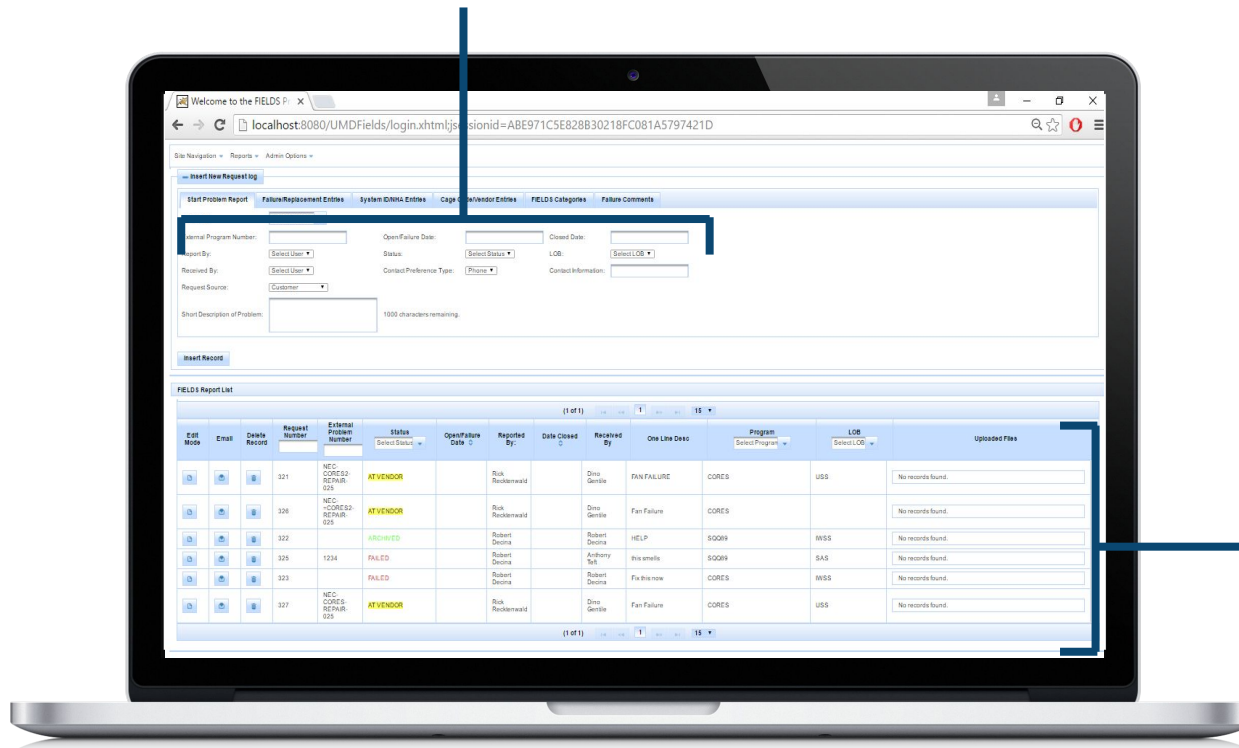 Welcome to the FIELDS Pr
localhost:8080/UMDFields/login.xhtml;jsessionid=ABE971C5E828B30218FC081A5797421D
Site Navigation Reports Admin Options
Insert New Request log
Start Problem Report Failure/Replacement Entries System ID/NHA Entries Cage Code/Vendor Entries FIELDS Categories Failure Comments
External Program Number: Open/Failure Date: Closed Date:
Report By: Select User Status: Select Status LOB: Select LOB
Received By: Select User Contact Preference Type: Phone Contact Information:
Request Source: Customer
Short Description of Problem: 1000 characters remaining.
Insert Record
FIELDS Report List
(1 of 1) 1 15
Edit Mode Email Delete Record Request Number External Problem Number Status Select Status Open/Failure Date Reported By: Date Closed Received By One Line Desc Program Select Program LOB Select LOB Uploaded Files
321 NEC-CORES2-REPAIR-025 AT VENDOR Rick Recktenwald Dino Gentile FAN FAILURE CORES USS No records found.
326 NEC-=CORES2-REPAIR-025 AT VENDOR Rick Recktenwald Dino Gentile Fan Failure CORES No records found.
322 ARCHIVED Robert Decina Robert Decina HELP SQQ89 IWSS No records found.
325 1234 FAILED Robert Decina Anthony Taft this smells SQQ89 SAS No records found.
323 FAILED Robert Decina Robert Decina Fix this now CORES IWSS No records found.
327 NEC-CORES-REPAIR-025 AT VENDOR Rick Recktenwald Dino Gentile Fan Failure CORES USS No records found.
(1 of 1) 1 15